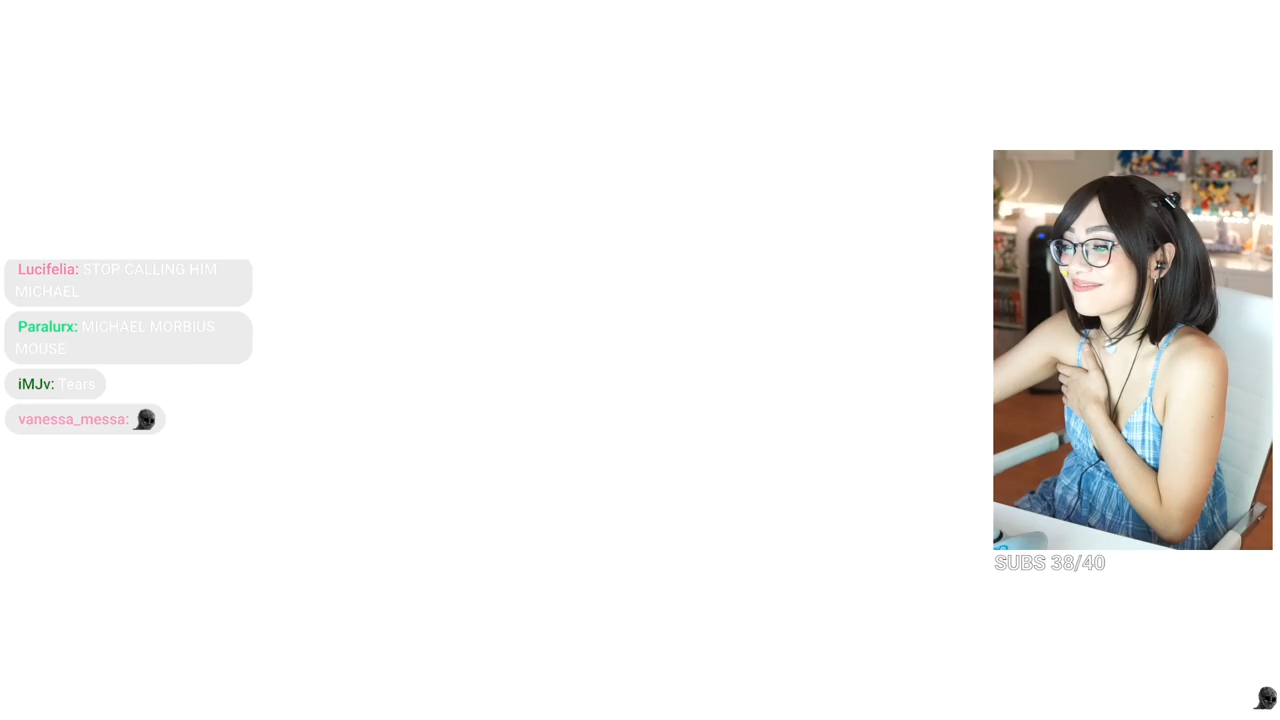 Lucifelia: STOP CALLING HIM
MICHAEL
Paralurx: MICHAEL MORBIUS
MOUSE
iMJv: Tears
vanessa_messa:
SUBS 38/40